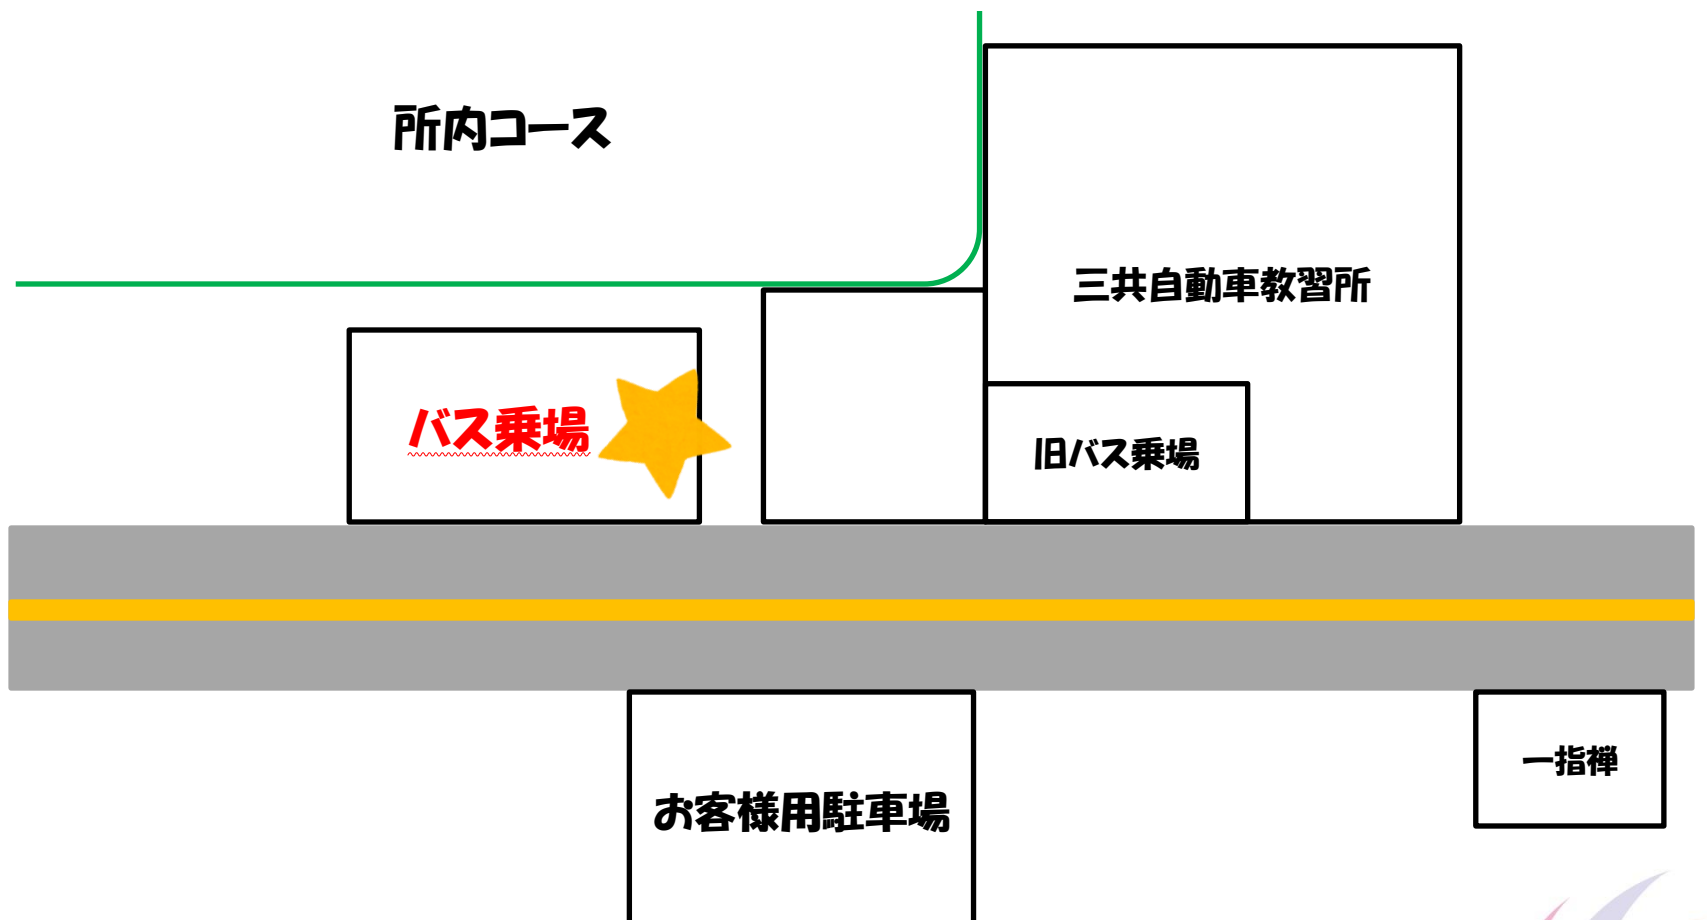 所内コース
三共自動車教習所
バス乗場
旧バス乗場
一指禅
お客様用駐車場